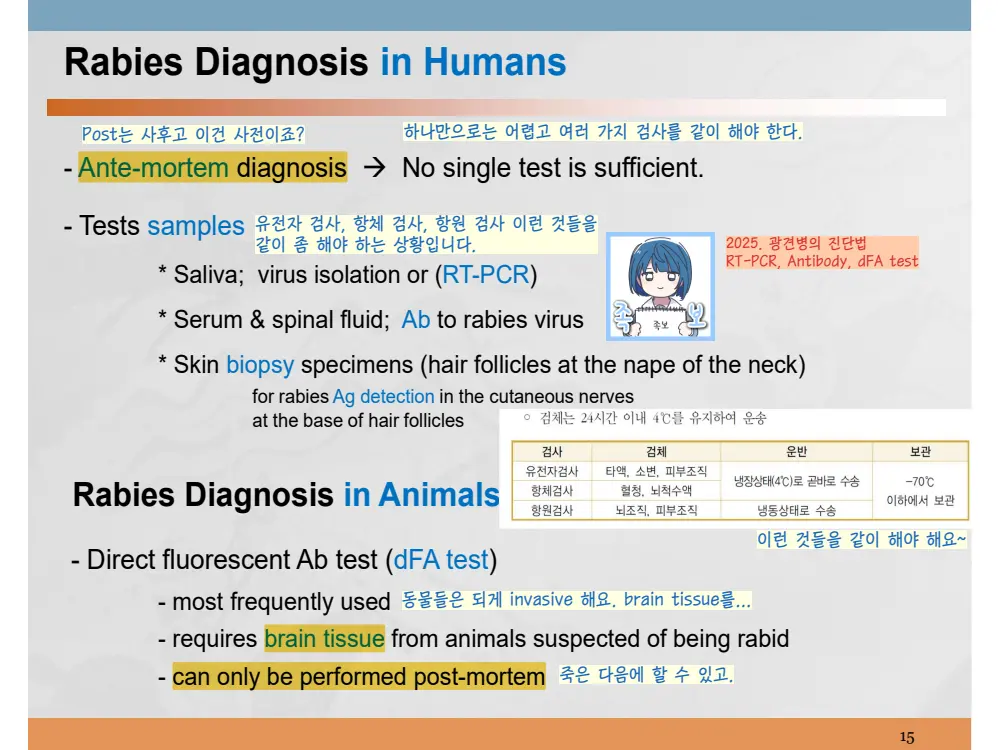 Rabies Diagnosis in Humans
Post는 사후고 이건 사전이죠?
하나만으로는 어렵고 여러 가지 검사를 같이 해야 한다.
- Ante-mortem diagnosis → No single test is sufficient.
- Tests samples
유전자 검사, 항체 검사, 항원 검사 이런 것들을
같이 좀 해야 하는 상황입니다.
2025. 광견병의 진단법
RT-PCR, Antibody, dFA test
족보
족보
* Saliva; virus isolation or (RT-PCR)
* Serum & spinal fluid; Ab to rabies virus
* Skin biopsy specimens (hair follicles at the nape of the neck)
for rabies Ag detection in the cutaneous nerves
at the base of hair follicles
○ 검체는 24시간 이내 4℃를 유지하여 운송
검사 검체 운반 보관
유전자검사 타액, 소변, 피부조직 냉장상태(4℃)로 곧바로 수송 -70℃ 이하에서 보관
항체검사 혈청, 뇌척수액
항원검사 뇌조직, 피부조직 냉동상태로 수송
이런 것들을 같이 해야 해요~
Rabies Diagnosis in Animals
- Direct fluorescent Ab test (dFA test)
- most frequently used
동물들은 되게 invasive 해요. brain tissue를...
- requires brain tissue from animals suspected of being rabid
- can only be performed post-mortem
죽은 다음에 할 수 있고.
15